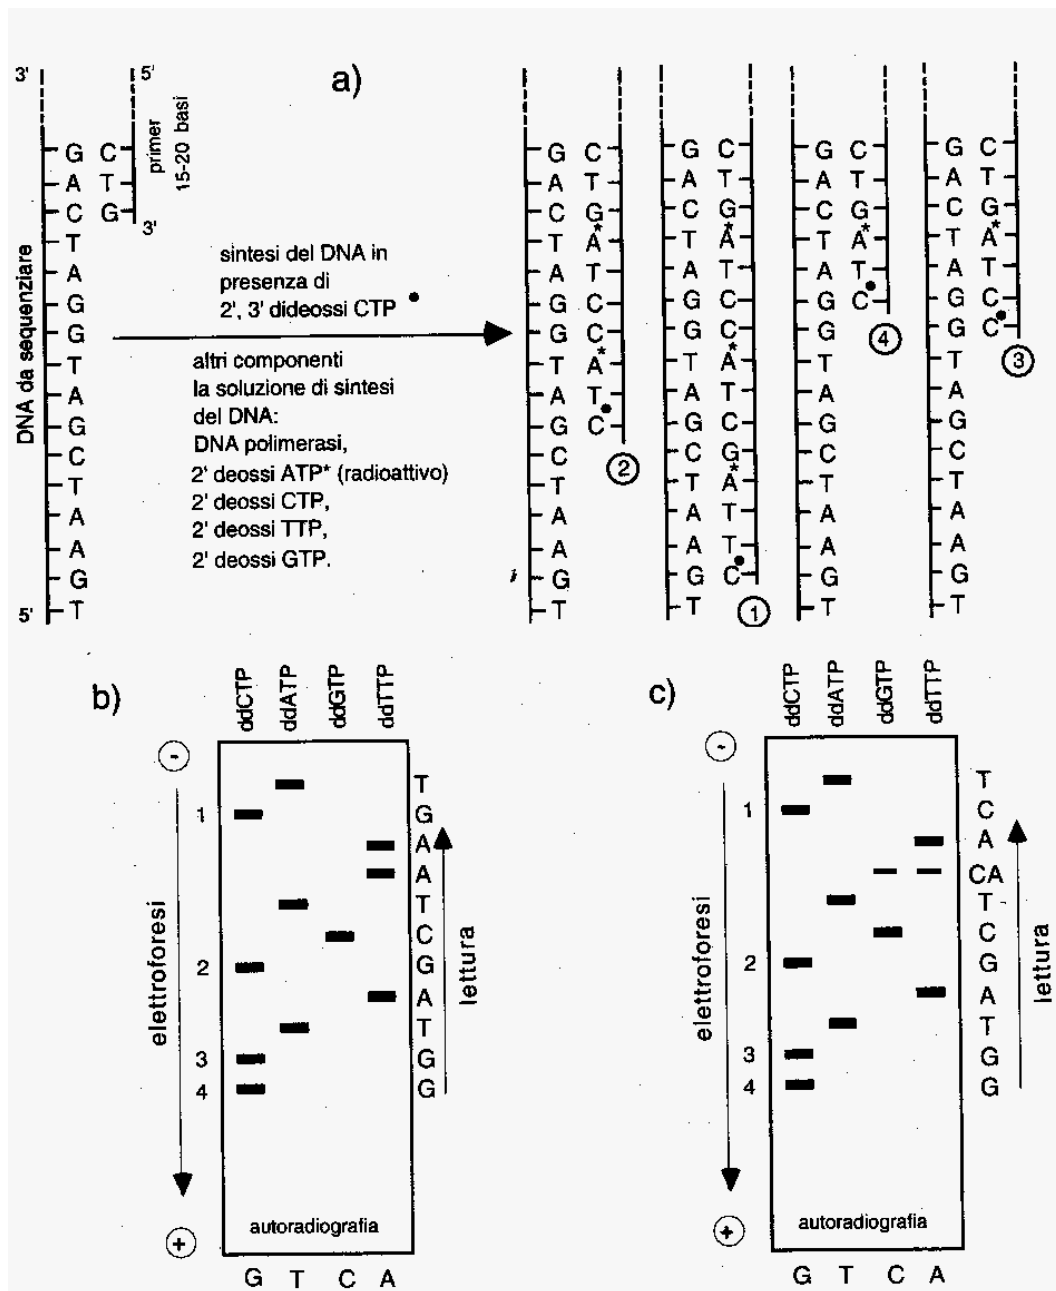 a)
3'
5'
primer
15-20 basi
3'
DNA da sequenziare
G C
A T
C G
T
A
G
G
T
A
G
C
T
A
A
G
T
5'
sintesi del DNA in
presenza di
2', 3' dideossi CTP •
altri componenti
la soluzione di sintesi
del DNA:
DNA polimerasi,
2' deossi ATP* (radioattivo)
2' deossi CTP,
2' deossi TTP,
2' deossi GTP.
G C
A T
C G
T A*
A T
G C
G C
T A*
A T
G C•
C
T
A
A
G
T
2
G C
A T
C G
T A*
A T
G C
G C
T A*
A T
G C
C G
T A*
A T
A T
G C•
T
1
G C
A T
C G
T A*
A T
G C•
G
T
A
G
C
T
A
A
G
T
4
G C
A T
C G
T A*
A T
G C
G C•
T
A
G
C
T
A
A
G
T
3
b)
ddCTP
ddATP
ddGTP
ddTTP
-
elettroforesi
+
1
2
3
4
T
G
A
A
T
C
G
A
T
G
G
lettura
autoradiografia
G T C A
c)
ddCTP
ddATP
ddGTP
ddTTP
-
elettroforesi
+
1
2
3
4
T
C
A
CA
T
C
G
A
T
G
G
lettura
autoradiografia
G T C A